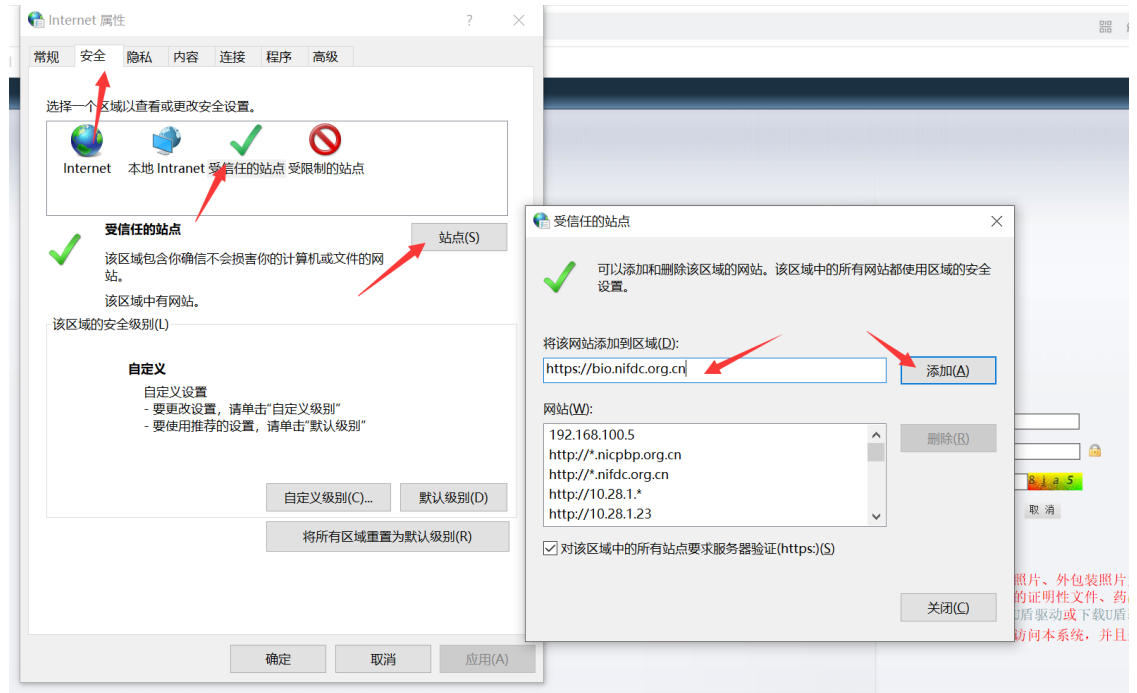 Internet 属性
常规 安全 隐私 内容 连接 程序 高级
选择一个区域以查看或更改安全设置。
Internet 本地 Intranet 受信任的站点 受限制的站点
受信任的站点
站点(S)
该区域包含你确信不会损害你的计算机或文件的网
站。
该区域中有网站。
该区域的安全级别(L)
自定义
自定义设置
- 要更改设置，请单击“自定义级别”
- 要使用推荐的设置，请单击“默认级别”
自定义级别(C)... 默认级别(D)
将所有区域重置为默认级别(R)
确定 取消 应用(A)
受信任的站点
可以添加和删除该区域的网站。该区域中的所有网站都使用区域的安全
设置。
将该网站添加到区域(D):
https://bio.nifdc.org.cn
添加(A)
网站(W):
192.168.100.5
http://*.nicpbp.org.cn
http://*.nifdc.org.cn
http://10.28.1.*
http://10.28.1.23
删除(R)
对该区域中的所有站点要求服务器验证(https:)(S)
关闭(C)
8 1 a 5
取 消
照片、外包装照片
的证明性文件、药
U盾驱动或下载U盾
访问本系统，并且